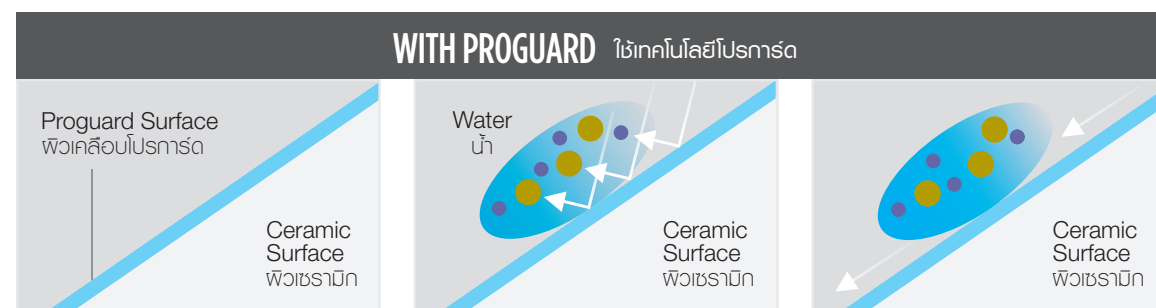 WITH PROGUARD ใช้เทคโนโลยีโปรการ์ด
Proguard Surface
ผิวเคลือบโปรการ์ด
Ceramic
Surface
ผิวเซรามิก
Water
น้ำ
Ceramic
Surface
ผิวเซรามิก
Ceramic
Surface
ผิวเซรามิก